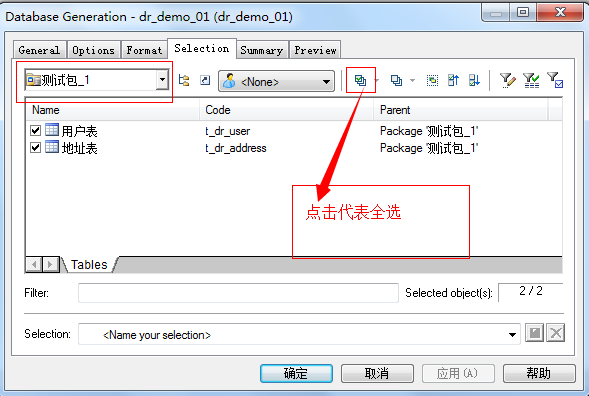 Database Generation - dr_demo_01 (dr_demo_01)
General Options Format Selection Summary Preview
测试包_1 <None>
Name Code Parent
用户表 t_dr_user Package '测试包_1'
地址表 t_dr_address Package '测试包_1'
点击代表全选
Tables
Filter: Selected object(s): 2 / 2
Selection: <Name your selection>
确定 取消 应用(A) 帮助